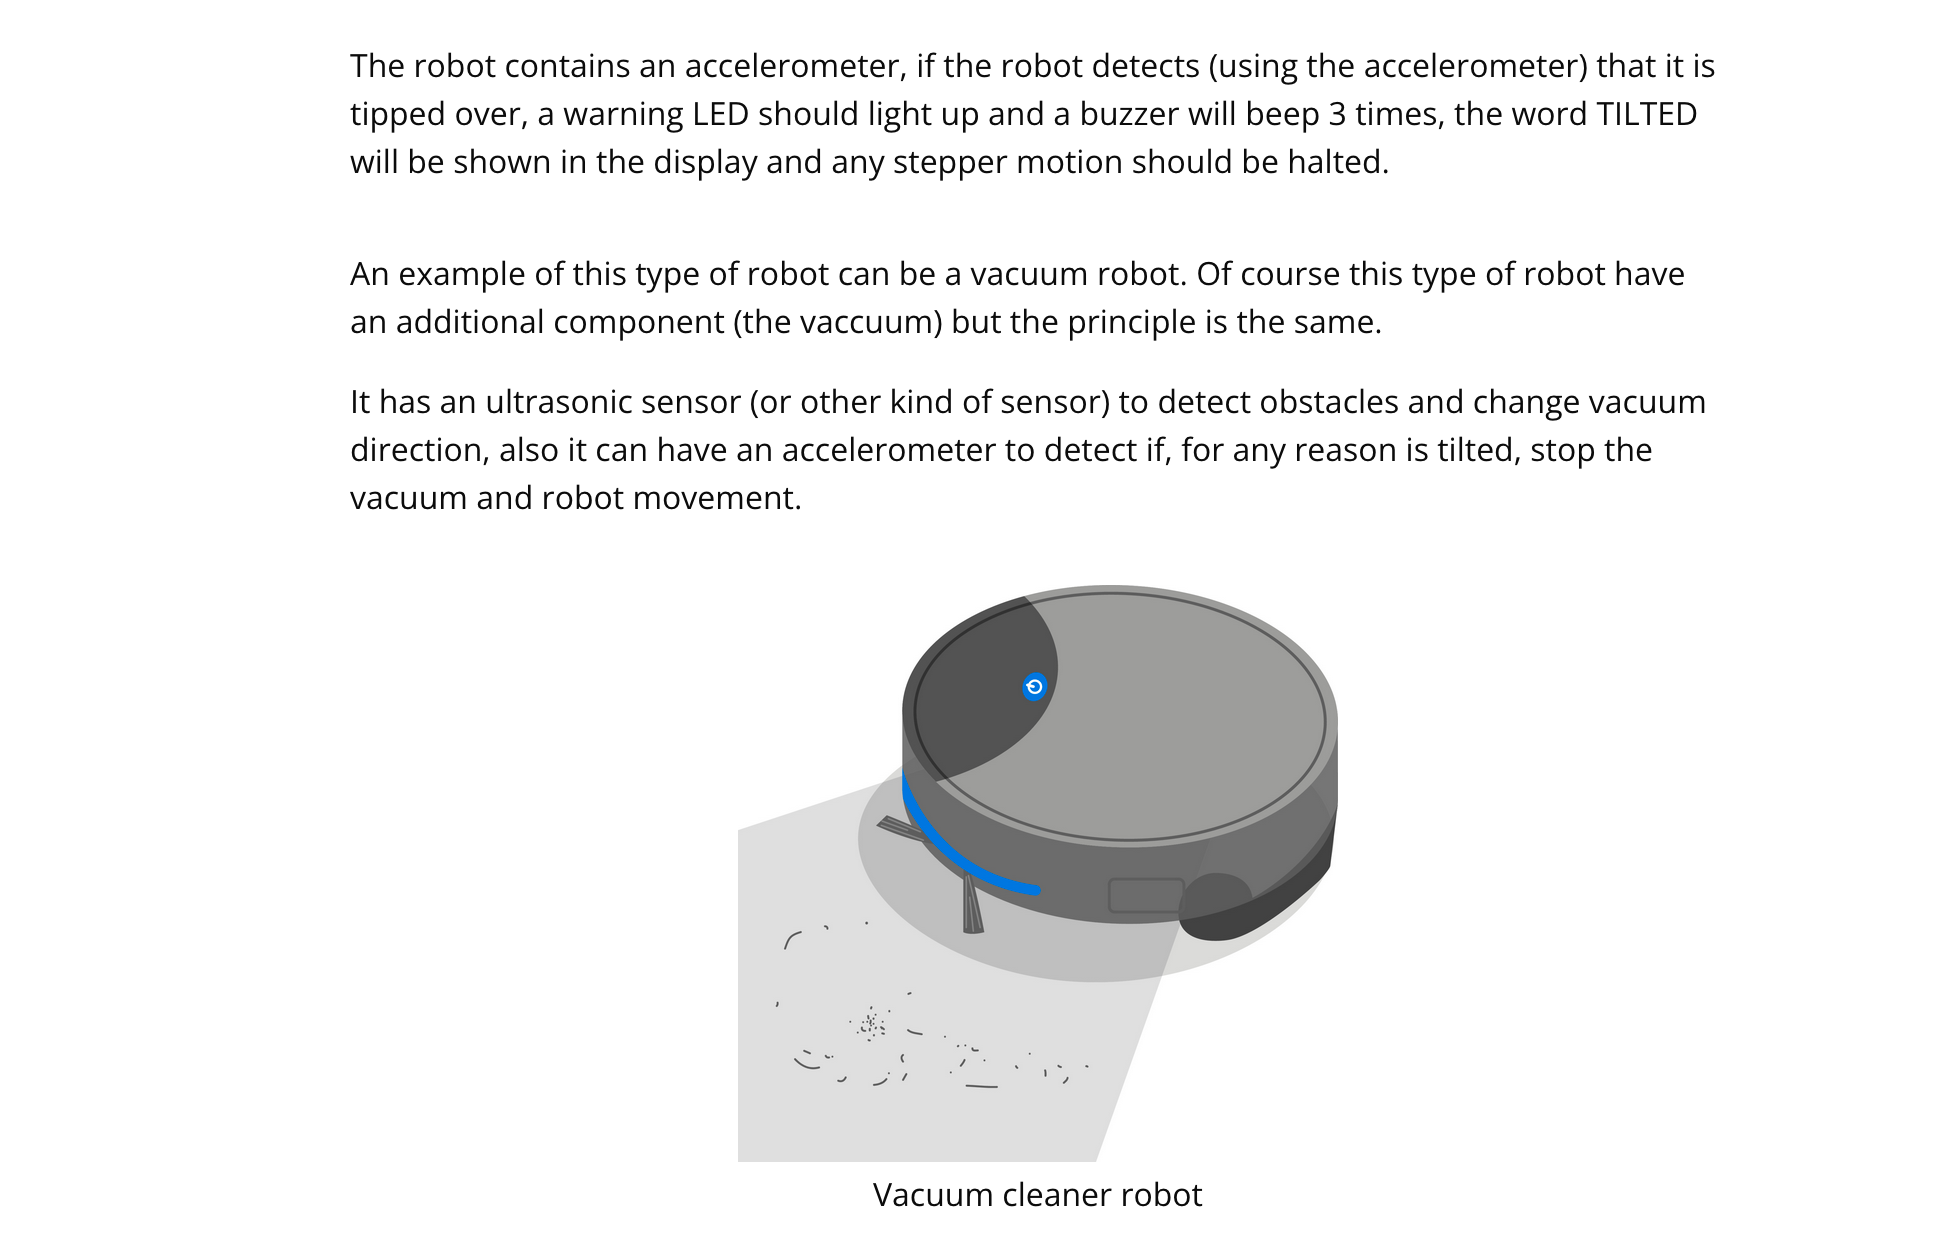 The robot contains an accelerometer, if the robot detects (using the accelerometer) that it is
tipped over, a warning LED should light up and a buzzer will beep 3 times, the word TILTED
will be shown in the display and any stepper motion should be halted.
An example of this type of robot can be a vacuum robot. Of course this type of robot have
an additional component (the vaccuum) but the principle is the same.
It has an ultrasonic sensor (or other kind of sensor) to detect obstacles and change vacuum
direction, also it can have an accelerometer to detect if, for any reason is tilted, stop the
vacuum and robot movement.
Vacuum cleaner robot